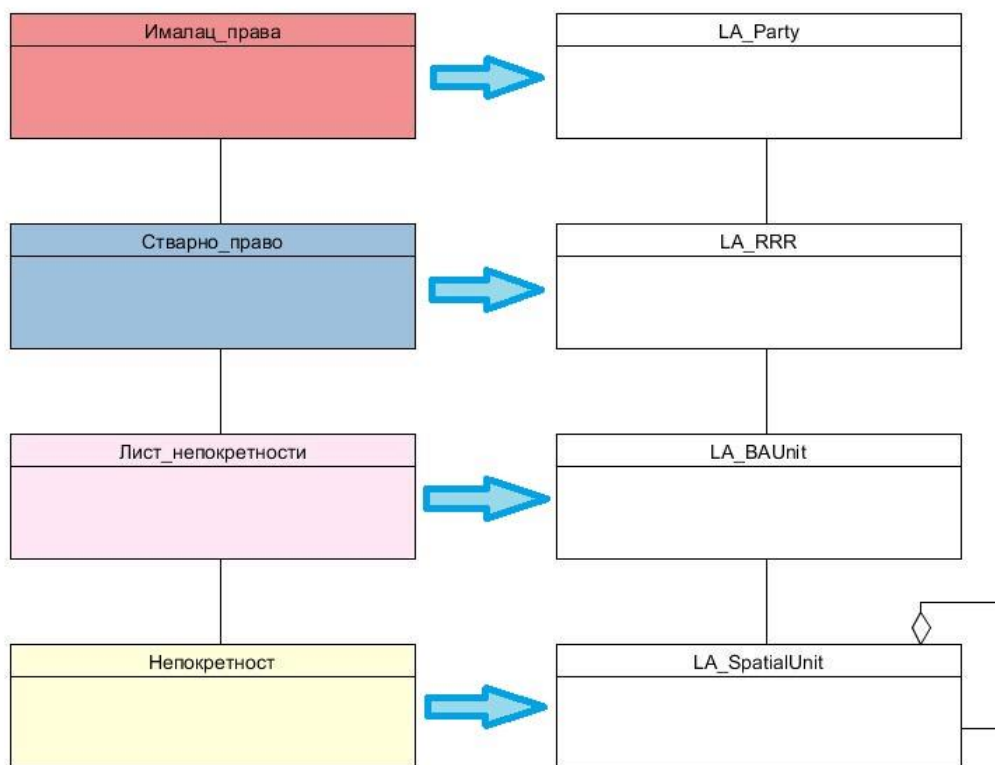 Ималац_права
LA_Party
Стварно_право
LA_RRR
Лист_непокретности
LA_BAUnit
Непокретност
LA_SpatialUnit